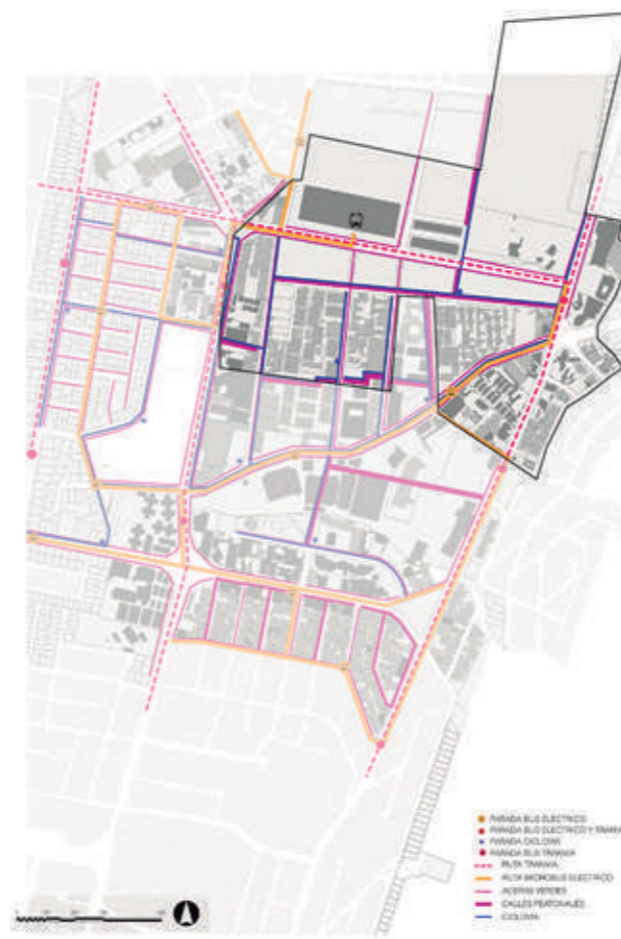 PARADA BUS ELECTRICO
PARADA BUS ELECTRICO Y TRANVIA
PARADA CICLOVIA
PARADA BUS TRANVIA
RUTA TRANVIA
RUTA MICROBUS ELECTRICO
ACERAS VERDES
CALLES PEATONALES
CICLOVIA